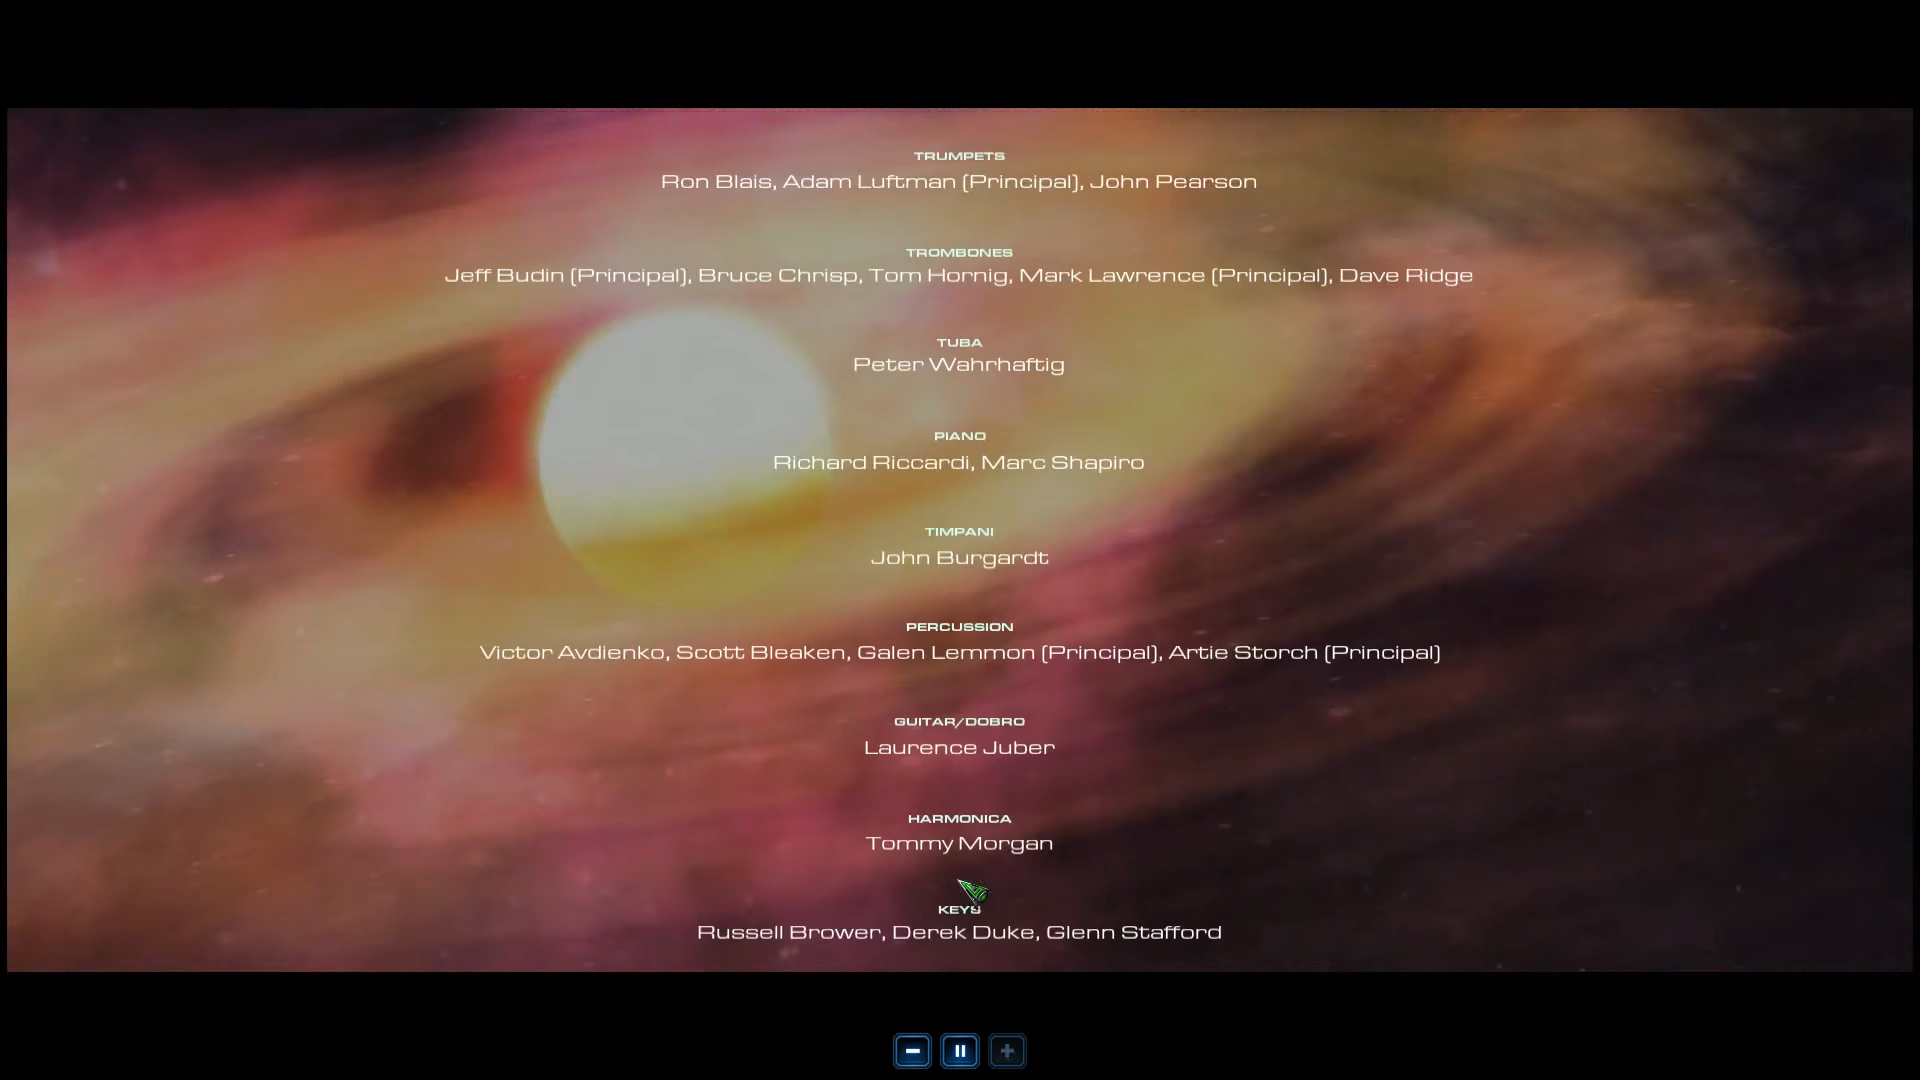 TRUMPETS
Ron Blais, Adam Luftman (Principal), John Pearson
TROMBONES
Jeff Budin (Principal), Bruce Chrisp, Tom Hornig, Mark Lawrence (Principal), Dave Ridge
TUBA
Peter Wahrhaftig
PIANO
Richard Riccardi, Marc Shapiro
TIMPANI
John Burgardt
PERCUSSION
Victor Avdienko, Scott Bleaken, Galen Lemmon (Principal), Artie Storch (Principal)
GUITAR/DOBRO
Laurence Juber
HARMONICA
Tommy Morgan
KEYS
Russell Brower, Derek Duke, Glenn Stafford